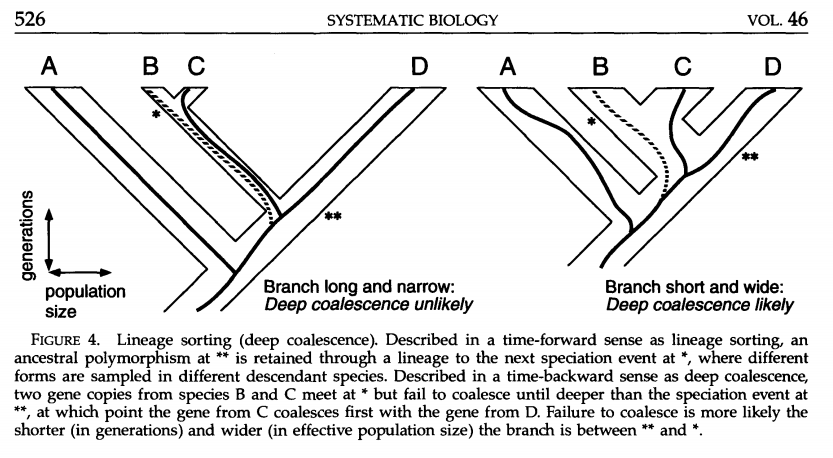 526 SYSTEMATIC BIOLOGY VOL. 46
A B C D A B C D
* *
** **
generations
population
size
Branch long and narrow:
Deep coalescence unlikely
Branch short and wide:
Deep coalescence likely
FIGURE 4. Lineage sorting (deep coalescence). Described in a time-forward sense as lineage sorting, an
ancestral polymorphism at ** is retained through a lineage to the next speciation event at *, where different
forms are sampled in different descendant species. Described in a time-backward sense as deep coalescence,
two gene copies from species B and C meet at * but fail to coalesce until deeper than the speciation event at
**, at which point the gene from C coalesces first with the gene from D. Failure to coalesce is more likely the
shorter (in generations) and wider (in effective population size) the branch is between ** and *.